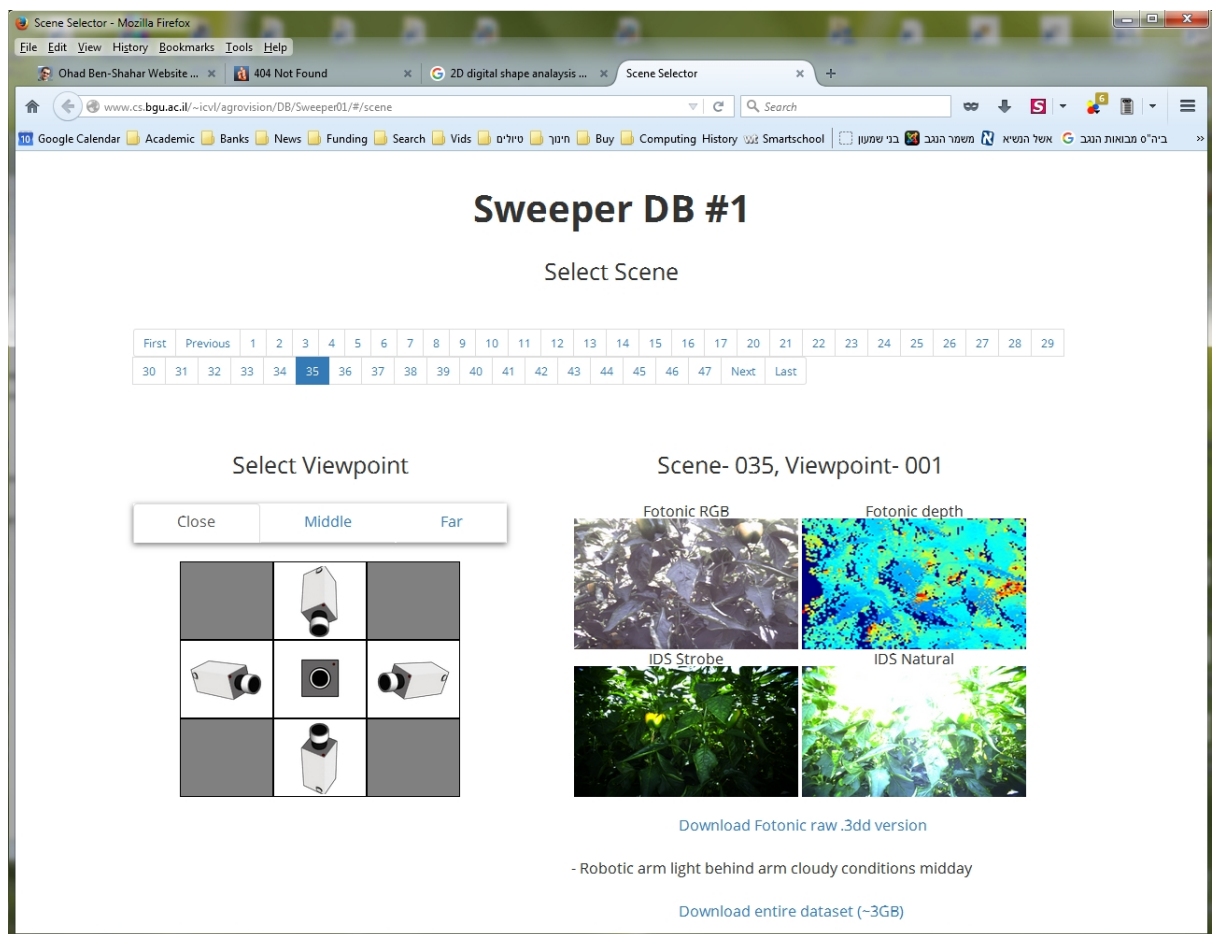 Scene Selector - Mozilla Firefox
File Edit View History Bookmarks Tools Help
Ohad Ben-Shahar Website ... × 404 Not Found × 2D digital shape analaysis ... × Scene Selector × +
www.cs.bgu.ac.il/~icvl/agrovision/DB/Sweeper01/#/scene Search 6
10 Google Calendar Academic Banks News Funding Search Vids טיולים חינוך Buy Computing History Smartschool בני שמעון משמר הנגב אשל הנשיא ביה"ס מבואות הנגב »
Sweeper DB #1
Select Scene
First Previous 1 2 3 4 5 6 7 8 9 10 11 12 13 14 15 16 17 20 21 22 23 24 25 26 27 28 29
30 31 32 33 34 35 36 37 38 39 40 41 42 43 44 45 46 47 Next Last
Select Viewpoint
Close Middle Far
Scene- 035, Viewpoint- 001
Fotonic RGB Fotonic depth
IDS Strobe IDS Natural
Download Fotonic raw .3dd version
- Robotic arm light behind arm cloudy conditions midday
Download entire dataset (~3GB)